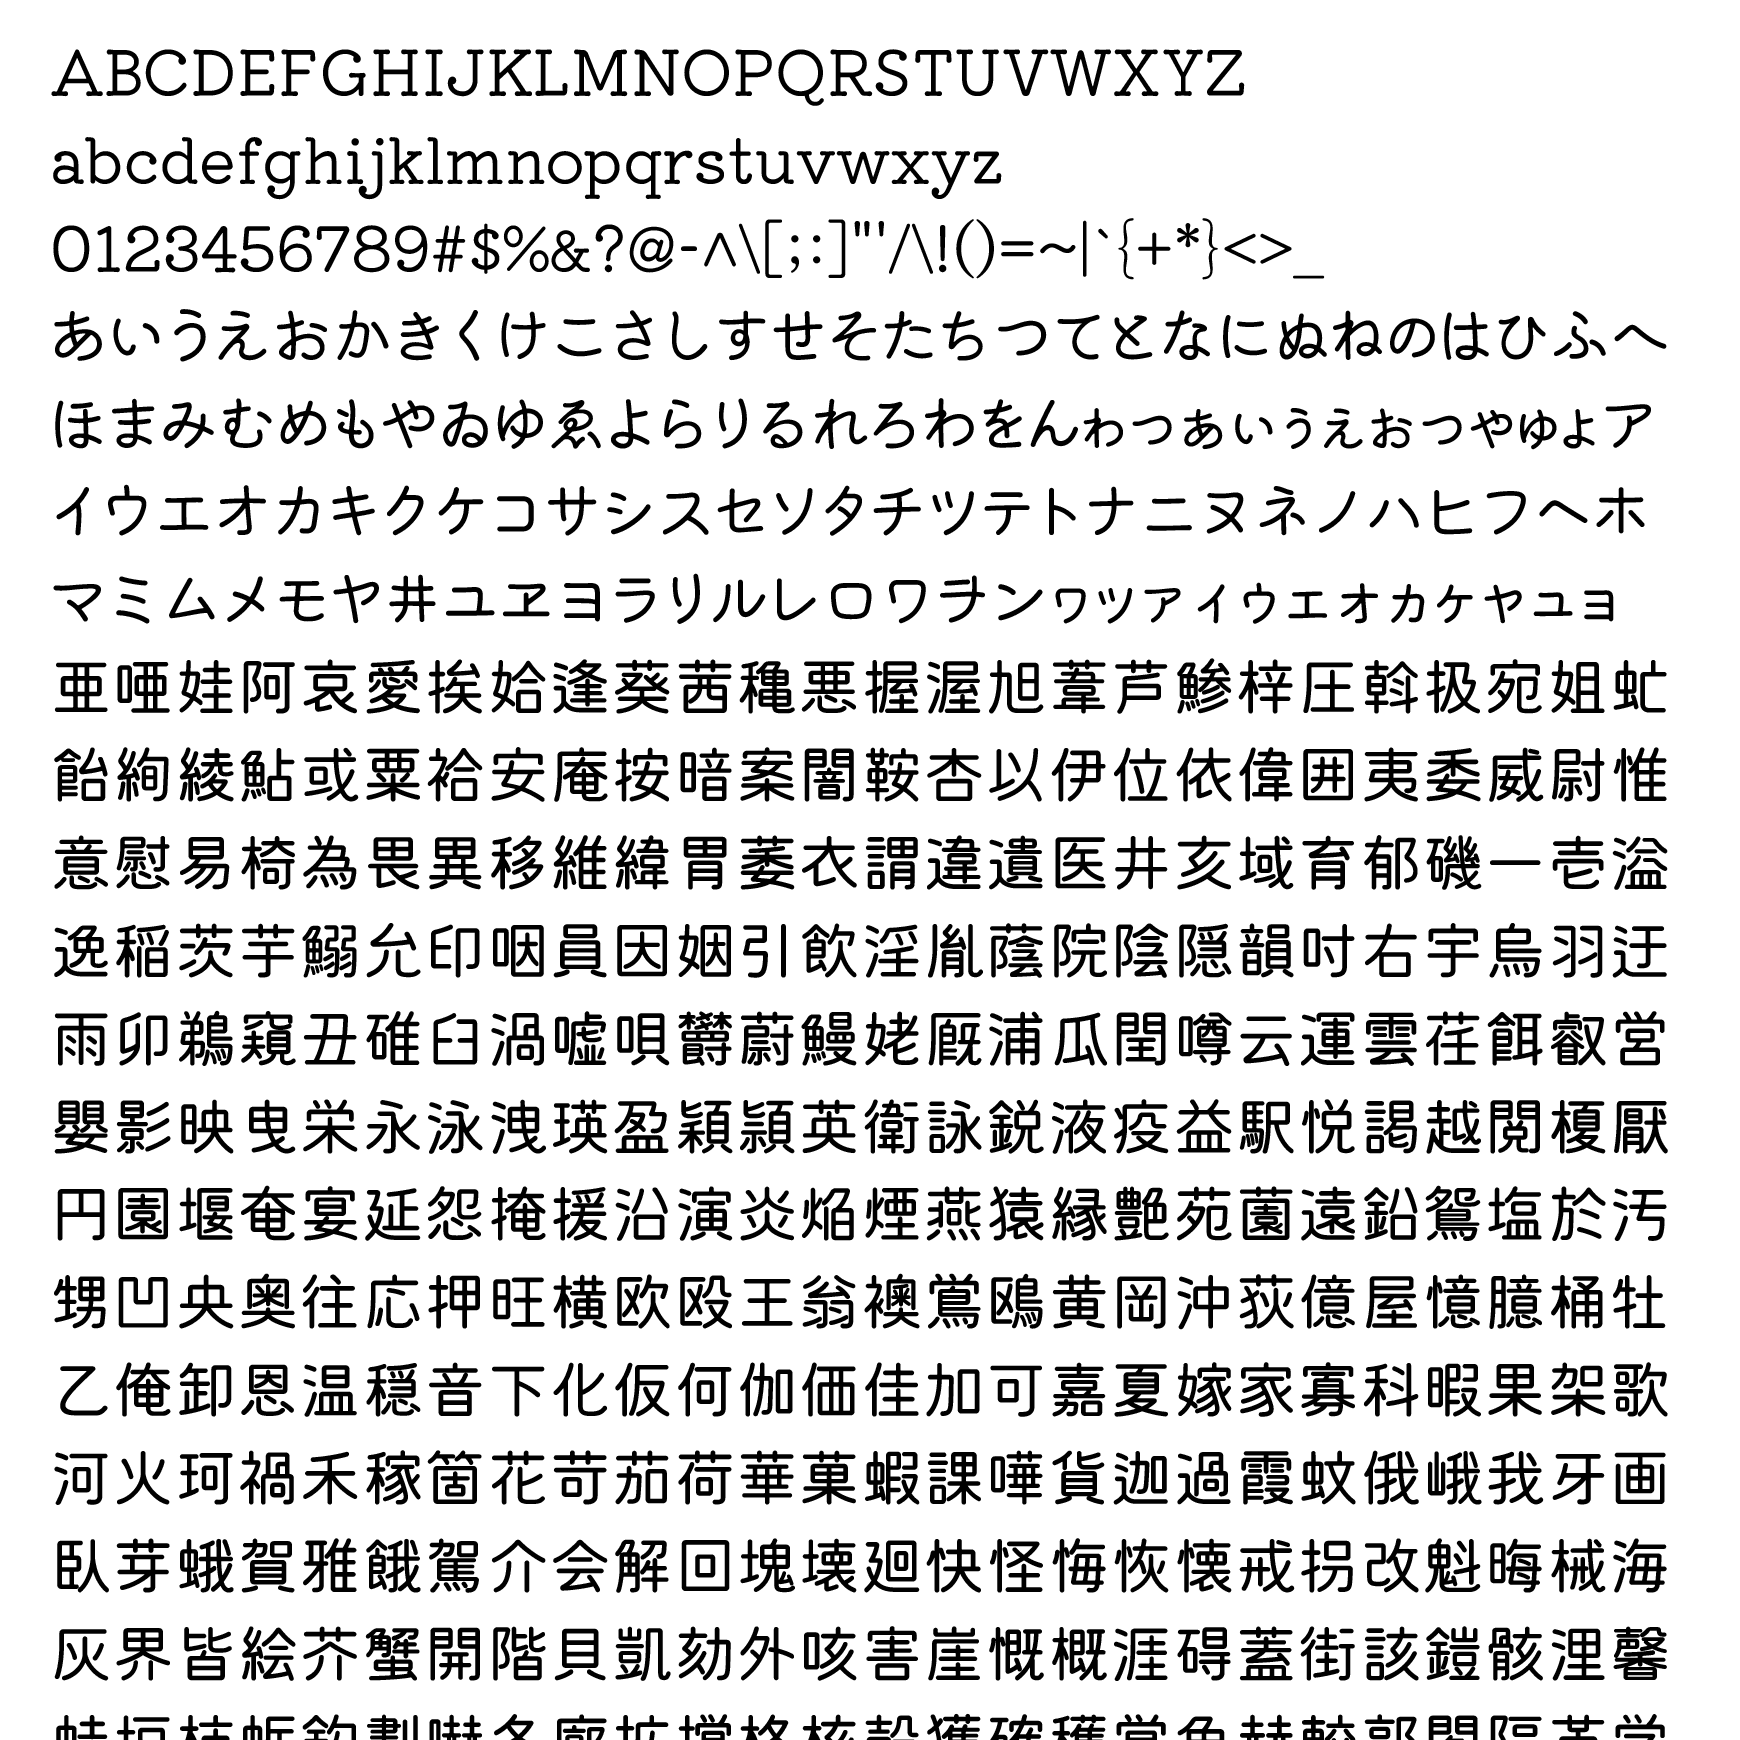 ABCDEFGHIJKLMNOPQRSTUVWXYZ
abcdefghijklmnopqrstuvwxyz
0123456789#$%&?@-^\[;:]"'/\!()=~|`{+*}<>_
あいうえおかきくけこさしすせそたちつてとなにぬねのはひふへ
ほまみむめもやゐゆゑよらりるれろわをんゎっぁぃぅぇぉっゃゅょア
イウエオカキクケコサシスセソタチツテトナニヌネノハヒフヘホ
マミムメモヤヰユヱヨラリルレロワヲンヮッァィゥェォヵヶャュョ
亜唖娃阿哀愛挨姶逢葵茜穐悪握渥旭葦芦鯵梓圧斡扱宛姐虻
飴絢綾鮎或粟袷安庵按暗案闇鞍杏以伊位依偉囲夷委威尉惟
意慰易椅為畏異移維緯胃萎衣謂違遺医井亥域育郁磯一壱溢
逸稲茨芋鰯允印咽員因姻引飲淫胤蔭院陰隠韻吋右宇烏羽迂
雨卯鵜窺丑碓臼渦嘘唄欝蔚鰻姥厩浦瓜閏噂云運雲荏餌叡営
嬰影映曳栄永泳洩瑛盈穎頴英衛詠鋭液疫益駅悦謁越閲榎厭
円園堰奄宴延怨掩援沿演炎焔煙燕猿縁艶苑薗遠鉛鴛塩於汚
甥凹央奥往応押旺横欧殴王翁襖鴬鴎黄岡沖荻億屋憶臆桶牡
乙俺卸恩温穏音下化仮何伽価佳加可嘉夏嫁家寡科暇果架歌
河火珂禍禾稼箇花苛茄荷華菓蝦課嘩貨迦過霞蚊俄峨我牙画
臥芽蛾賀雅餓駕介会解回塊壊廻快怪悔恢懐戒拐改魁晦械海
灰界皆絵芥蟹開階貝凱劾外咳害崖慨概涯碍蓋街該鎧骸浬馨